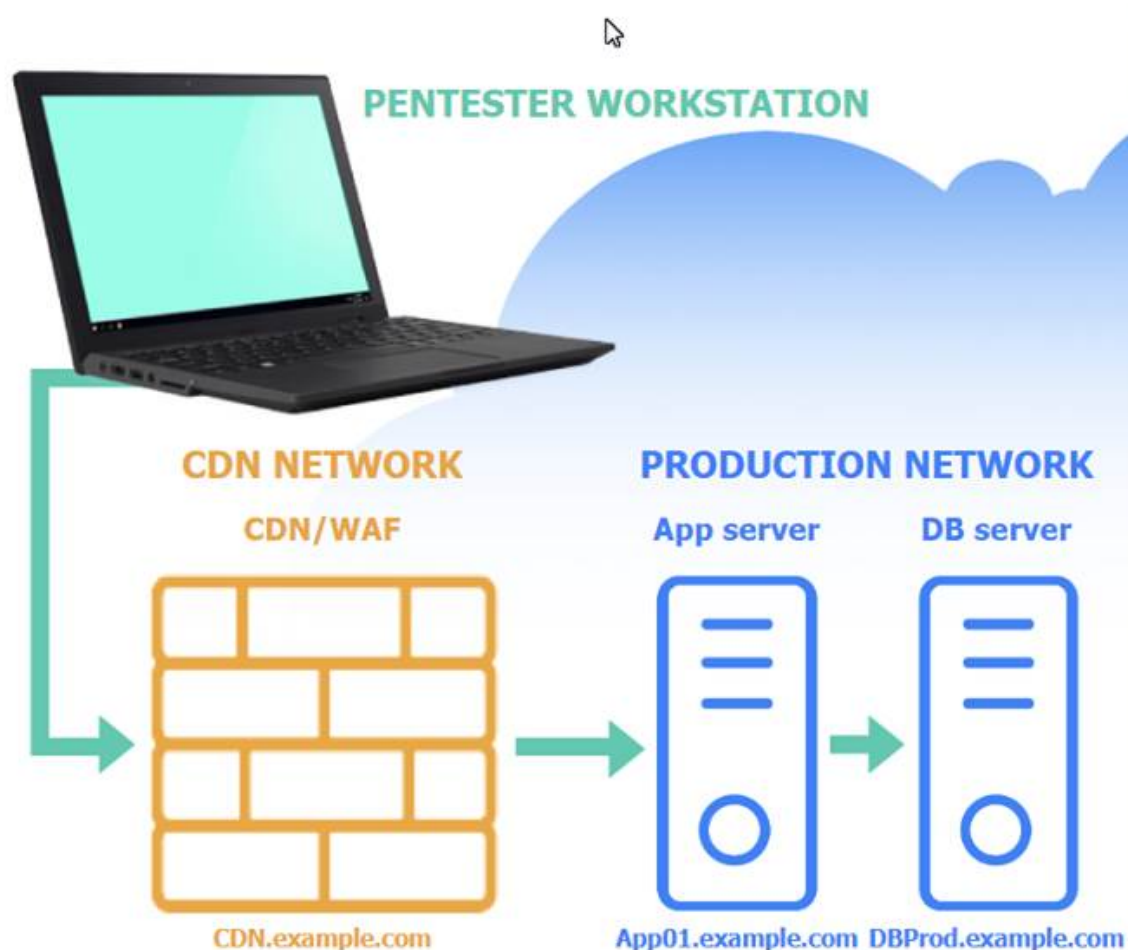 PENTESTER WORKSTATION
CDN NETWORK
PRODUCTION NETWORK
CDN/WAF
App server
DB server
CDN.example.com
App01.example.com
DBProd.example.com